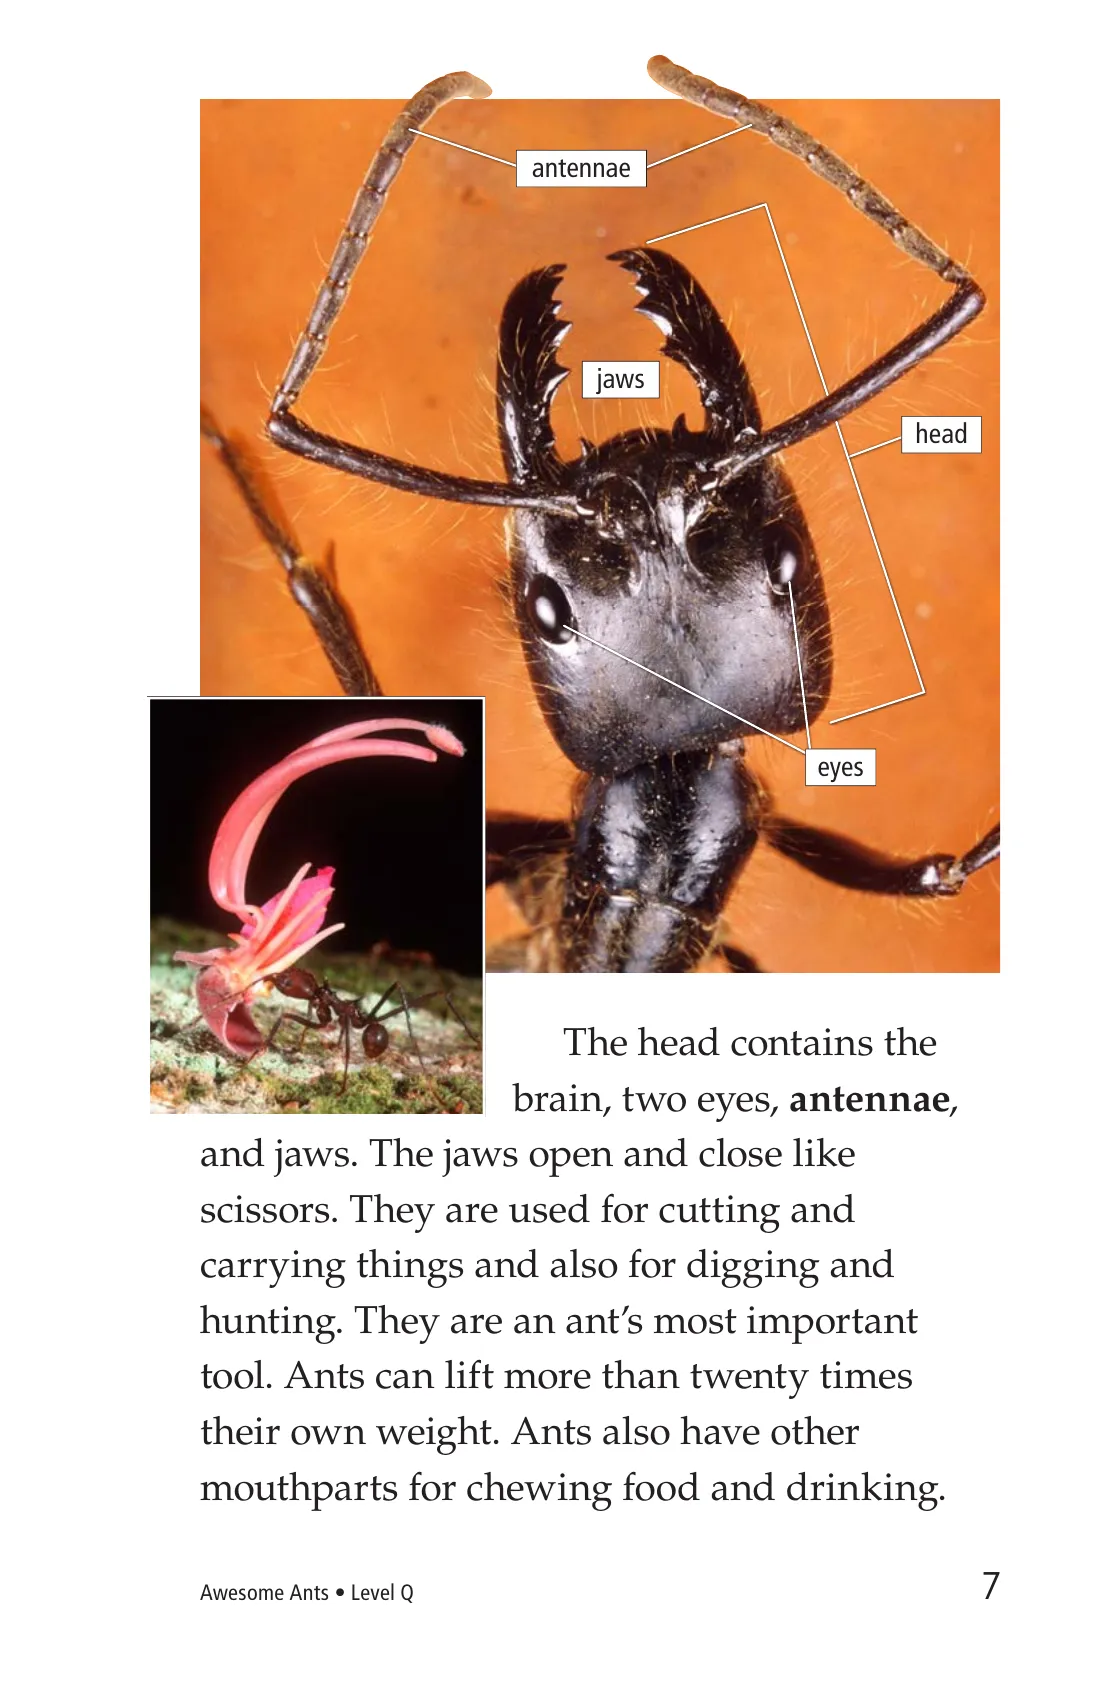 antennae
jaws
head
eyes
The head contains the
brain, two eyes, antennae,
and jaws. The jaws open and close like
scissors. They are used for cutting and
carrying things and also for digging and
hunting. They are an ant’s most important
tool. Ants can lift more than twenty times
their own weight. Ants also have other
mouthparts for chewing food and drinking.
Awesome Ants • Level Q
7